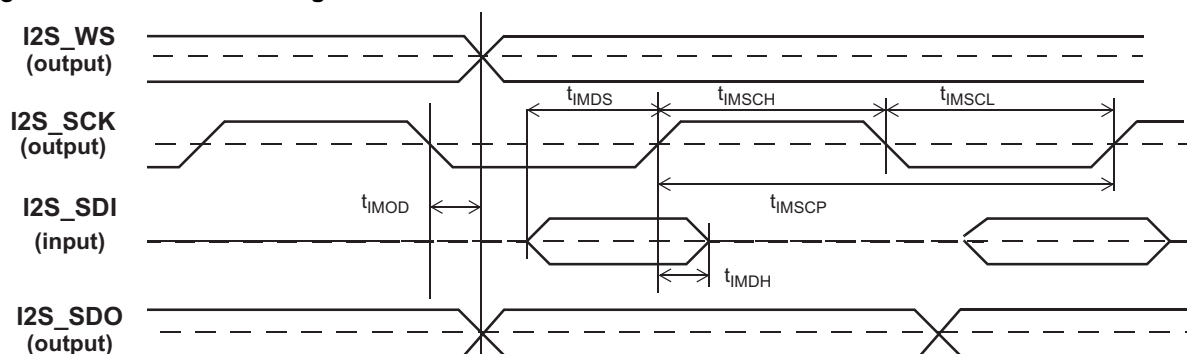 I2S_WS
(output)
tIMDS
tIMSCH
tIMSCL
I2S_SCK
(output)
tIMOD
tIMSCP
I2S_SDI
(input)
tIMDH
I2S_SDO
(output)